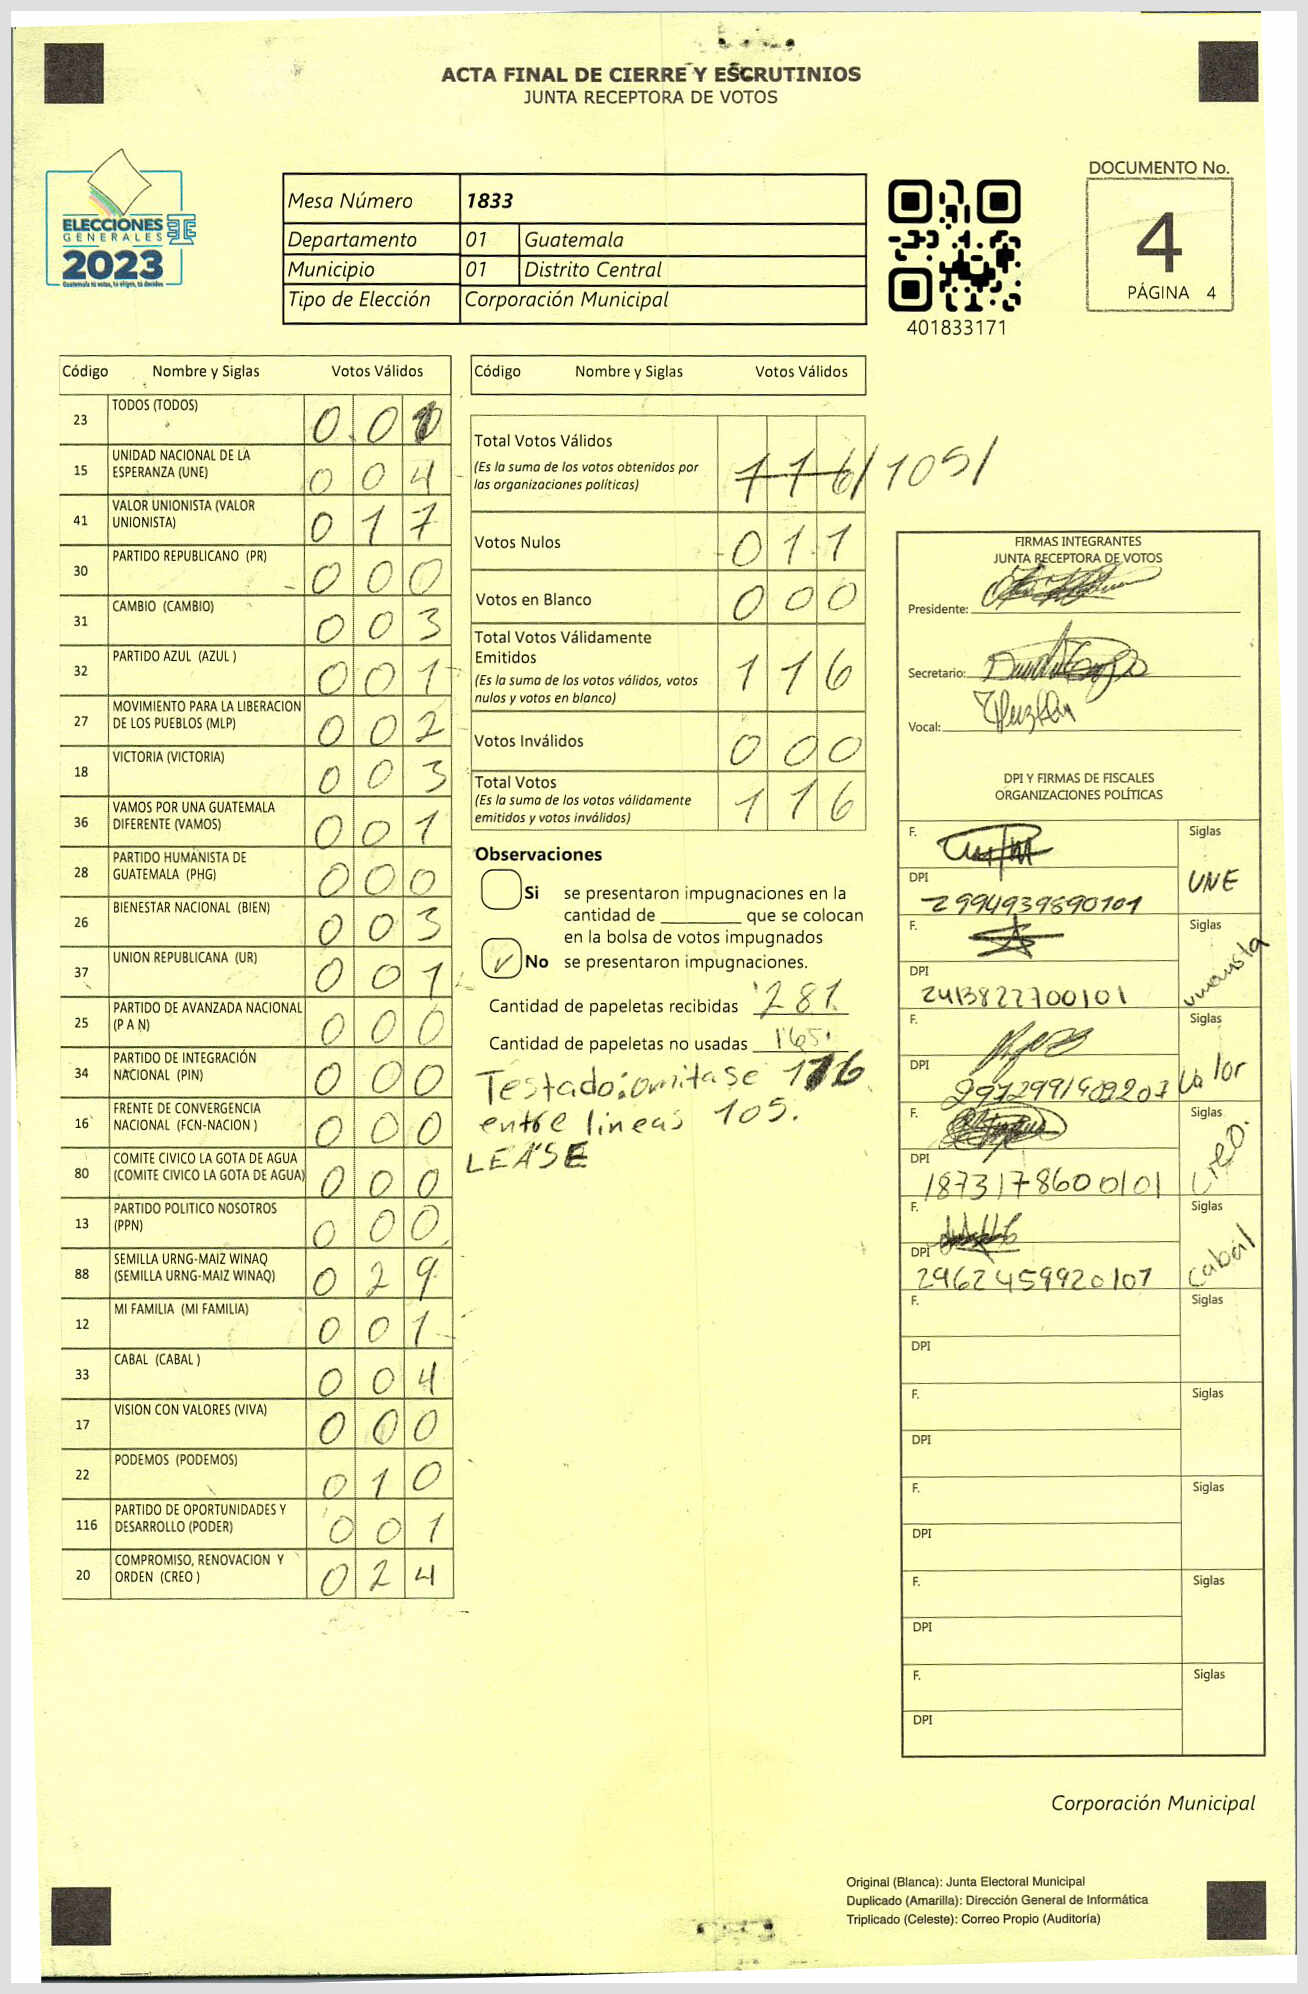 ACTA FINAL DE CIERRE Y ESCRUTINIOS
JUNTA RECEPTORA DE VOTOS
ELECCIONES
GENERALES
2023
Guatemala tú votas, tú eliges, tú decides
Mesa Número 1833
Departamento 01 Guatemala
Municipio 01 Distrito Central
Tipo de Elección Corporación Municipal
401833171
DOCUMENTO No.
4
PÁGINA 4
Código Nombre y Siglas Votos Válidos
23 TODOS (TODOS) 0 0 1
15 UNIDAD NACIONAL DE LA ESPERANZA (UNE) 0 0 4
41 VALOR UNIONISTA (VALOR UNIONISTA) 0 1 7
30 PARTIDO REPUBLICANO (PR) 0 0 0
31 CAMBIO (CAMBIO) 0 0 3
32 PARTIDO AZUL (AZUL ) 0 0 1
27 MOVIMIENTO PARA LA LIBERACION DE LOS PUEBLOS (MLP) 0 0 2
18 VICTORIA (VICTORIA) 0 0 3
36 VAMOS POR UNA GUATEMALA DIFERENTE (VAMOS) 0 0 1
28 PARTIDO HUMANISTA DE GUATEMALA (PHG) 0 0 0
26 BIENESTAR NACIONAL (BIEN) 0 0 3
37 UNION REPUBLICANA (UR) 0 0 1
25 PARTIDO DE AVANZADA NACIONAL (P A N) 0 0 0
34 PARTIDO DE INTEGRACIÓN NACIONAL (PIN) 0 0 0
16 FRENTE DE CONVERGENCIA NACIONAL (FCN-NACION ) 0 0 0
80 COMITE CIVICO LA GOTA DE AGUA (COMITE CIVICO LA GOTA DE AGUA) 0 0 0
13 PARTIDO POLITICO NOSOTROS (PPN) 0 0 0
88 SEMILLA URNG-MAIZ WINAQ (SEMILLA URNG-MAIZ WINAQ) 0 2 9
12 MI FAMILIA (MI FAMILIA) 0 0 1
33 CABAL (CABAL ) 0 0 4
17 VISION CON VALORES (VIVA) 0 0 0
22 PODEMOS (PODEMOS) 0 1 0
116 PARTIDO DE OPORTUNIDADES Y DESARROLLO (PODER) 0 0 1
20 COMPROMISO, RENOVACION Y ORDEN (CREO ) 0 2 4
Código Nombre y Siglas Votos Válidos
Total Votos Válidos
(Es la suma de los votos obtenidos por
las organizaciones políticas)
1 1 6/105/
Votos Nulos 0 1 1
Votos en Blanco 0 0 0
Total Votos Válidamente
Emitidos
(Es la suma de los votos válidos, votos
nulos y votos en blanco)
1 1 6
Votos Inválidos 0 0 0
Total Votos
(Es la suma de los votos válidamente
emitidos y votos inválidos)
1 1 6
Observaciones
Si se presentaron impugnaciones en la
cantidad de ________ que se colocan
en la bolsa de votos impugnados
No se presentaron impugnaciones.
Cantidad de papeletas recibidas 281
Cantidad de papeletas no usadas 165
Testado: omitase 116
entre lineas 105.
LEASE
FIRMAS INTEGRANTES
JUNTA RECEPTORA DE VOTOS
Presidente:
Secretario:
Vocal:
DPI Y FIRMAS DE FISCALES
ORGANIZACIONES POLÍTICAS
F. Siglas
UNE
DPI
2994939890101
F. Siglas
unionista
DPI
2413822700101
F. Siglas
Valor
DPI
F. Siglas
creo.
DPI
1873178600101
F. Siglas
cabal
DPI
2962459920101
F. Siglas
DPI
F. Siglas
DPI
F. Siglas
DPI
F. Siglas
DPI
F. Siglas
DPI
Corporación Municipal
Original (Blanca): Junta Electoral Municipal
Duplicado (Amarilla): Dirección General de Informática
Triplicado (Celeste): Correo Propio (Auditoría)